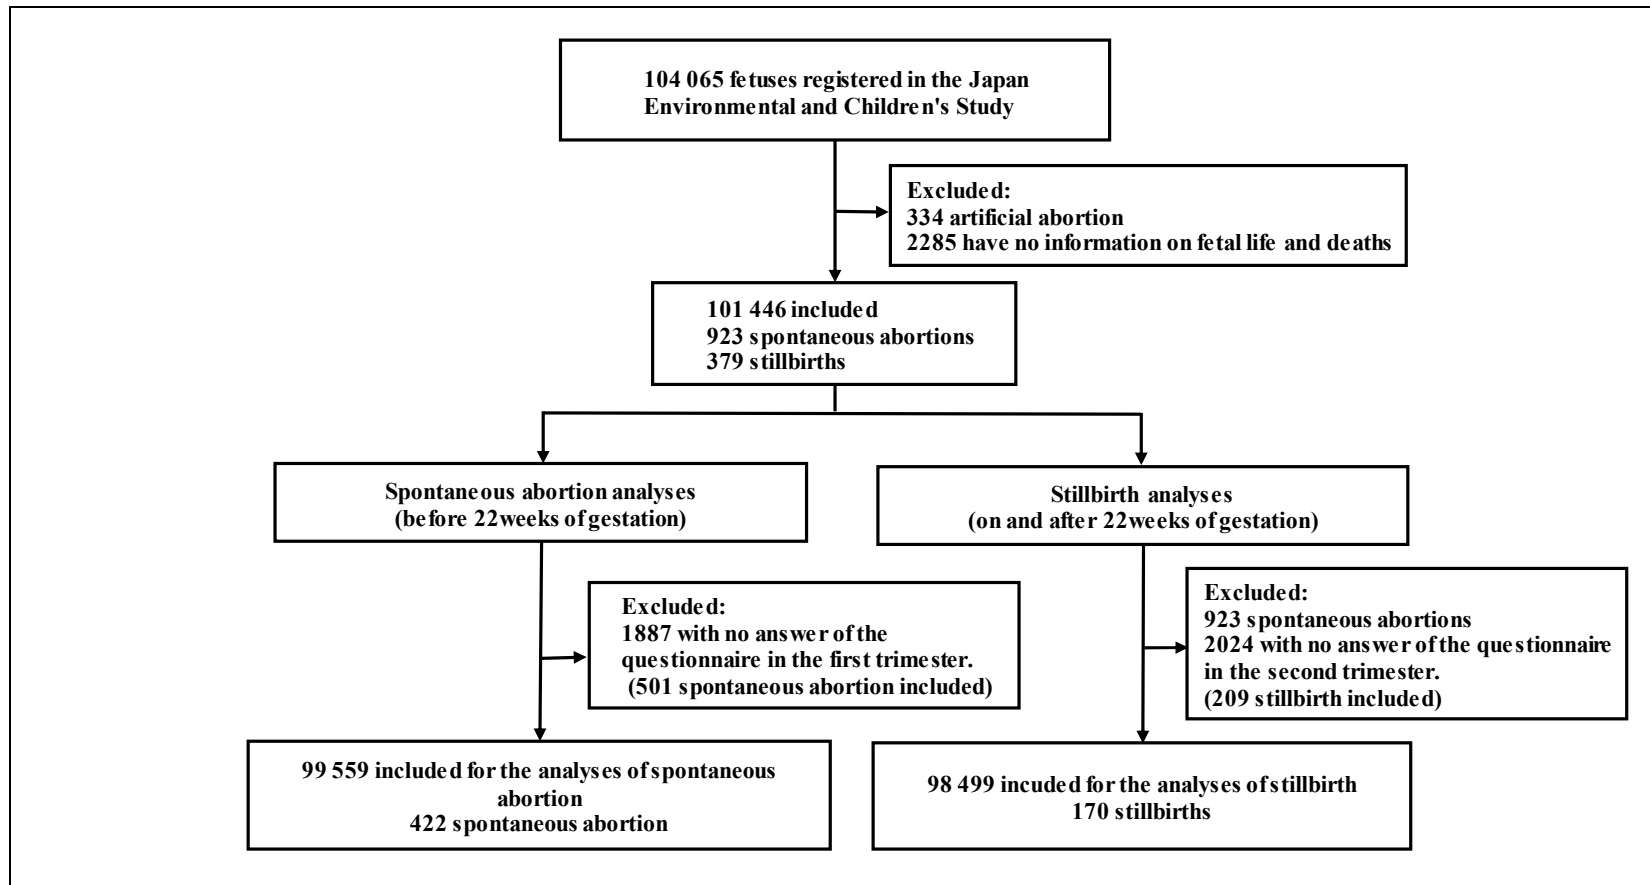 104 065 fetuses registered in the Japan
Environmental and Children's Study
Excluded:
334 artificial abortion
2285 have no information on fetal life and deaths
101 446 included
923 spontaneous abortions
379 stillbirths
Spontaneous abortion analyses
(before 22weeks of gestation)
Stillbirth analyses
(on and after 22weeks of gestation)
Excluded:
1887 with no answer of the
questionnaire in the first trimester.
(501 spontaneous abortion included)
Excluded:
923 spontaneous abortions
2024 with no answer of the questionnaire
in the second trimester.
(209 stillbirth included)
99 559 included for the analyses of spontaneous
abortion
422 spontaneous abortion
98 499 incuded for the analyses of stillbirth
170 stillbirths